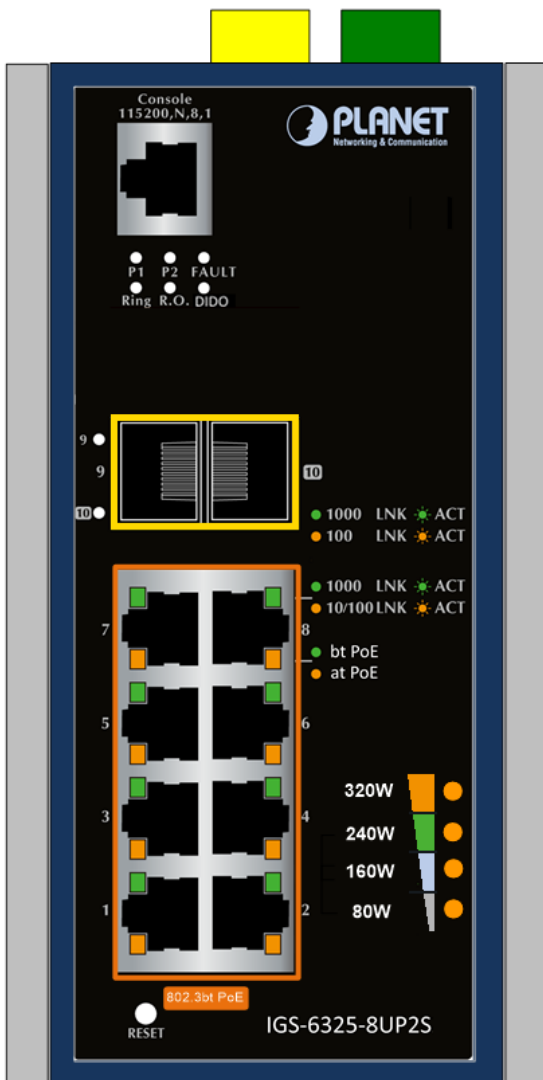 Console
115200,N,8,1
PLANET
Networking & Communication
P1 P2 FAULT
Ring R.O. DIDO
9
9
10
10
1000 LNK ACT
100 LNK ACT
1000 LNK ACT
10/100 LNK ACT
7 8
bt PoE
at PoE
5 6
320W
3 4
240W
160W
1 2
80W
802.3bt PoE
RESET
IGS-6325-8UP2S